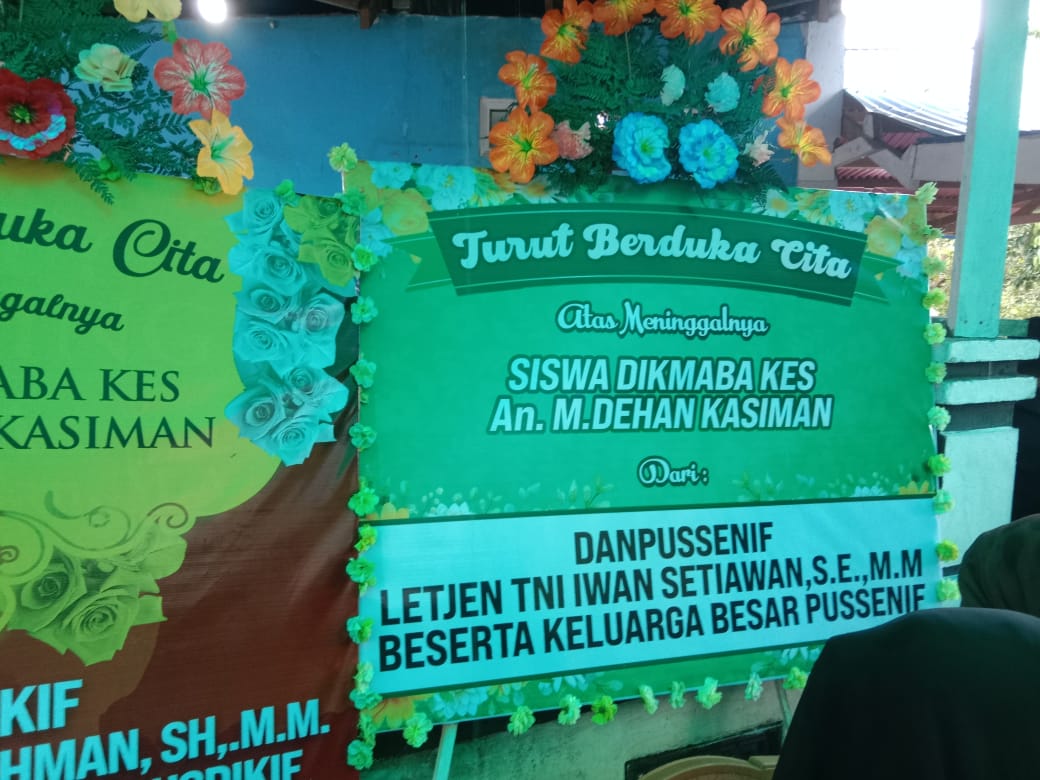 uka Cita
ggalnya
ABA KES
KASIMAN
KIF
HMAN, SH,.M.M.
Turut Berduka Cita
Atas Meninggalnya
SISWA DIKMABA KES
An. M.DEHAN KASIMAN
Dari :
DANPUSSENIF
LETJEN TNI IWAN SETIAWAN,S.E.,M.M
BESERTA KELUARGA BESAR PUSSENIF